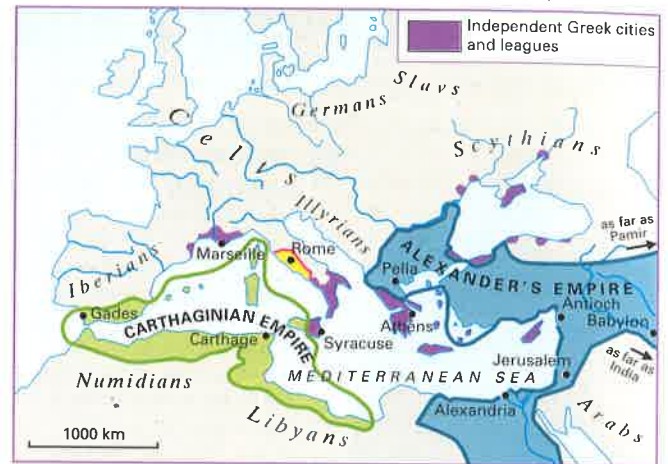 Independent Greek cities
and leagues
Slavs
Germans
Celts
Scythians
Illyrians
as far as
Pamir
Marseille
Rome
Iberians
ALEXANDER'S EMPIRE
Pella
Antioch
Babylon
Gades
CARTHAGINIAN EMPIRE
Carthage
Athens
Syracuse
Jerusalem
as far as
India
Numidians
MEDITERRANEAN SEA
Libyans
Alexandria
Arabs
1000 km